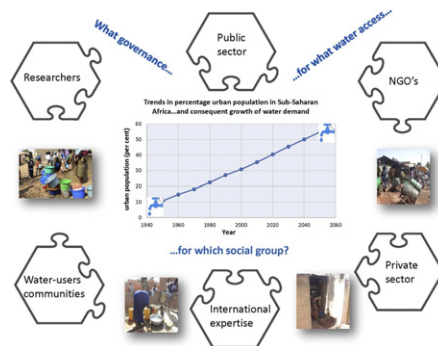 What governance...
Public
sector
...for what water access...
Researchers
NGO's
Trends in percentage urban population in Sub-Saharan
Africa...and consequent growth of water demand
urban population (per cent)
60
50
40
30
20
10
0
1940
1960
1980
2000
2020
2040
2060
Year
...for which social group?
Water-users
communities
International
expertise
Private
sector